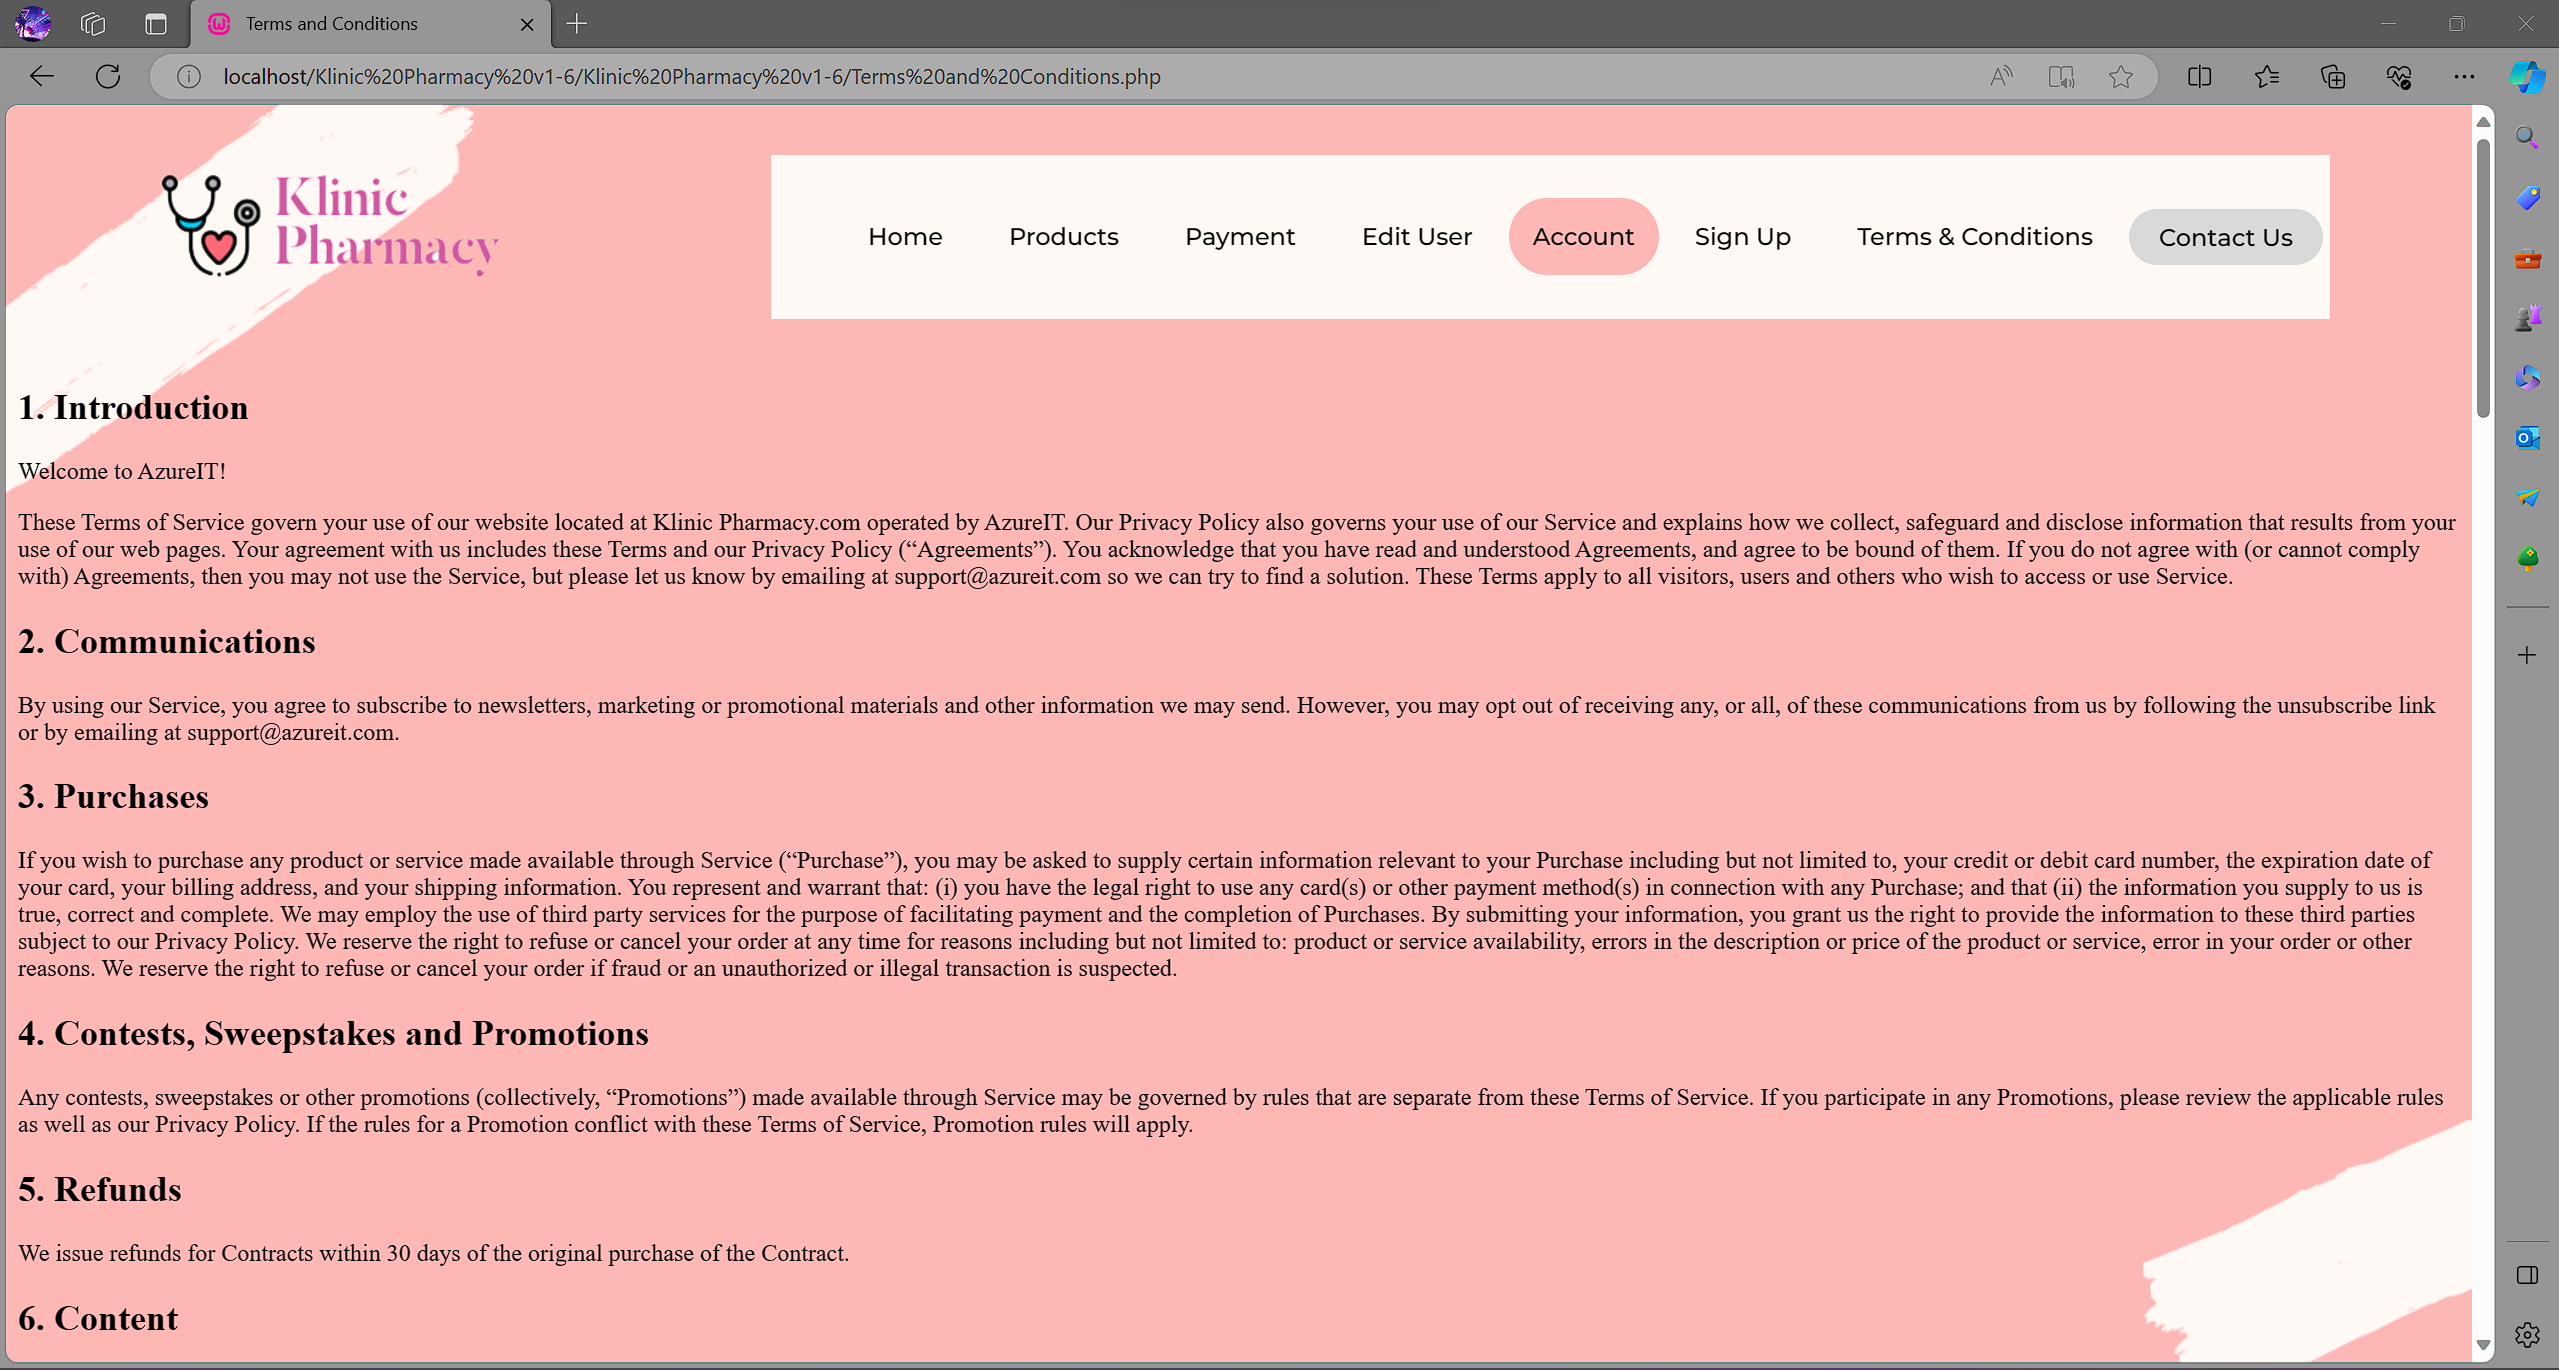 Terms and Conditions
localhost/Klinic%20Pharmacy%20v1-6/Klinic%20Pharmacy%20v1-6/Terms%20and%20Conditions.php
Klinic
Pharmacy
Home Products Payment Edit User Account Sign Up Terms & Conditions Contact Us
1. Introduction
Welcome to AzureIT!
These Terms of Service govern your use of our website located at Klinic Pharmacy.com operated by AzureIT. Our Privacy Policy also governs your use of our Service and explains how we collect, safeguard and disclose information that results from your
use of our web pages. Your agreement with us includes these Terms and our Privacy Policy (“Agreements”). You acknowledge that you have read and understood Agreements, and agree to be bound of them. If you do not agree with (or cannot comply
with) Agreements, then you may not use the Service, but please let us know by emailing at support@azureit.com so we can try to find a solution. These Terms apply to all visitors, users and others who wish to access or use Service.
2. Communications
By using our Service, you agree to subscribe to newsletters, marketing or promotional materials and other information we may send. However, you may opt out of receiving any, or all, of these communications from us by following the unsubscribe link
or by emailing at support@azureit.com.
3. Purchases
If you wish to purchase any product or service made available through Service (“Purchase”), you may be asked to supply certain information relevant to your Purchase including but not limited to, your credit or debit card number, the expiration date of
your card, your billing address, and your shipping information. You represent and warrant that: (i) you have the legal right to use any card(s) or other payment method(s) in connection with any Purchase; and that (ii) the information you supply to us is
true, correct and complete. We may employ the use of third party services for the purpose of facilitating payment and the completion of Purchases. By submitting your information, you grant us the right to provide the information to these third parties
subject to our Privacy Policy. We reserve the right to refuse or cancel your order at any time for reasons including but not limited to: product or service availability, errors in the description or price of the product or service, error in your order or other
reasons. We reserve the right to refuse or cancel your order if fraud or an unauthorized or illegal transaction is suspected.
4. Contests, Sweepstakes and Promotions
Any contests, sweepstakes or other promotions (collectively, “Promotions”) made available through Service may be governed by rules that are separate from these Terms of Service. If you participate in any Promotions, please review the applicable rules
as well as our Privacy Policy. If the rules for a Promotion conflict with these Terms of Service, Promotion rules will apply.
5. Refunds
We issue refunds for Contracts within 30 days of the original purchase of the Contract.
6. Content